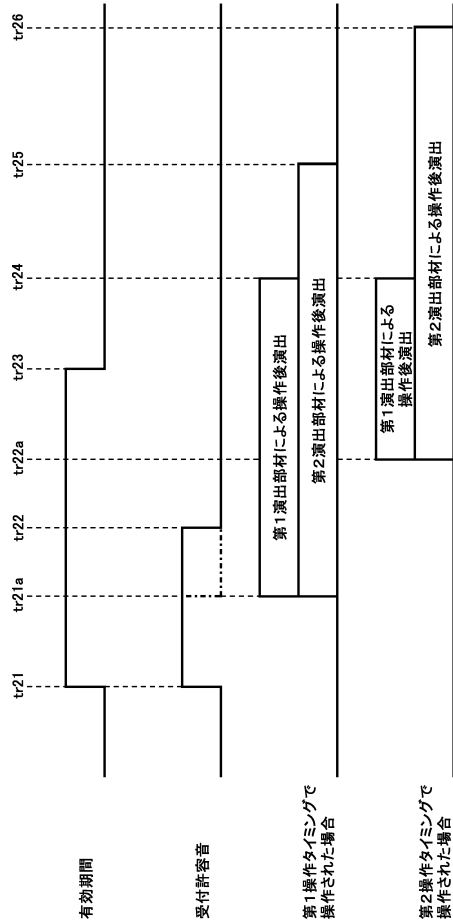 tr21
tr21a
tr22
tr22a
tr23
tr24
tr25
tr26
有効期間
受付許容音
第1操作タイミングで
操作された場合
第1演出部材による操作後演出
第2演出部材による操作後演出
第2操作タイミングで
操作された場合
第1演出部材による
操作後演出
第2演出部材による操作後演出